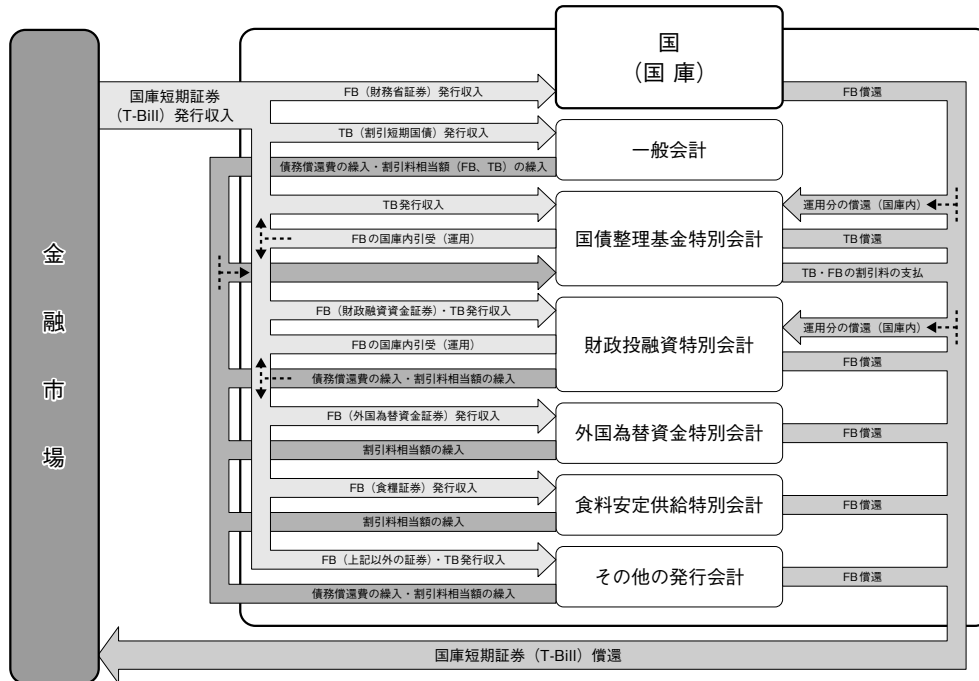 国
（国 庫）
国庫短期証券
（T-Bill）発行収入
FB（財務省証券）発行収入
FB償還
TB（割引短期国債）発行収入
一般会計
債務償還費の繰入・割引料相当額（FB、TB）の繰入
TB発行収入
運用分の償還（国庫内）
国債整理基金特別会計
FBの国庫内引受（運用）
TB償還
TB・FBの割引料の支払
金融市場
FB（財政融資資金証券）・TB発行収入
運用分の償還（国庫内）
財政投融資特別会計
FBの国庫内引受（運用）
FB償還
債務償還費の繰入・割引料相当額の繰入
FB（外国為替資金証券）発行収入
外国為替資金特別会計
FB償還
割引料相当額の繰入
FB（食糧証券）発行収入
食料安定供給特別会計
FB償還
割引料相当額の繰入
FB（上記以外の証券）・TB発行収入
その他の発行会計
FB償還
債務償還費の繰入・割引料相当額の繰入
国庫短期証券（T-Bill）償還